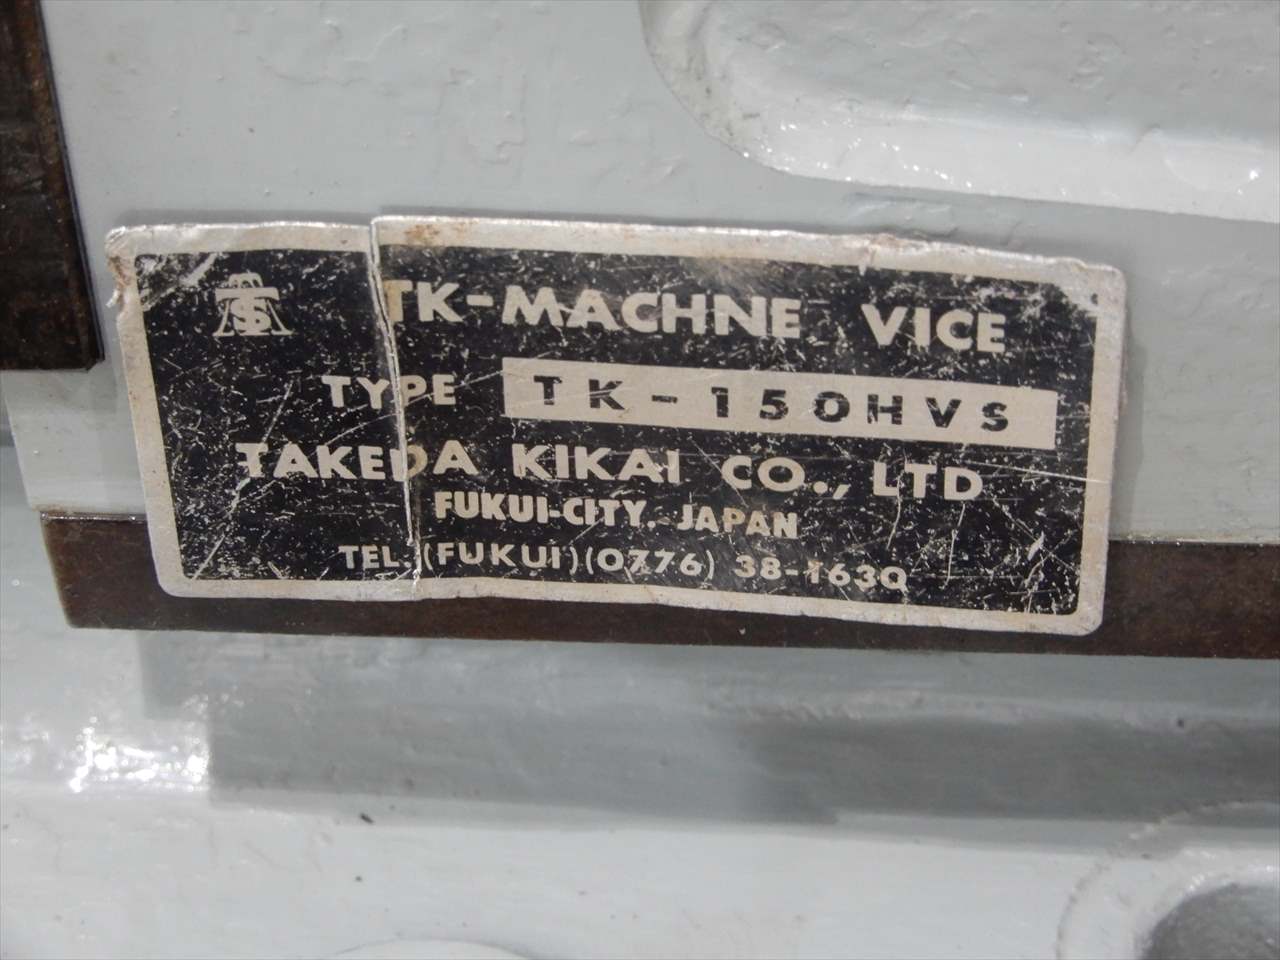 TK-MACHNE VICE
TYPE TK-150HVS
TAKEDA KIKAI CO., LTD
FUKUI-CITY. JAPAN
TEL. (FUKUI)(0776) 38-1630